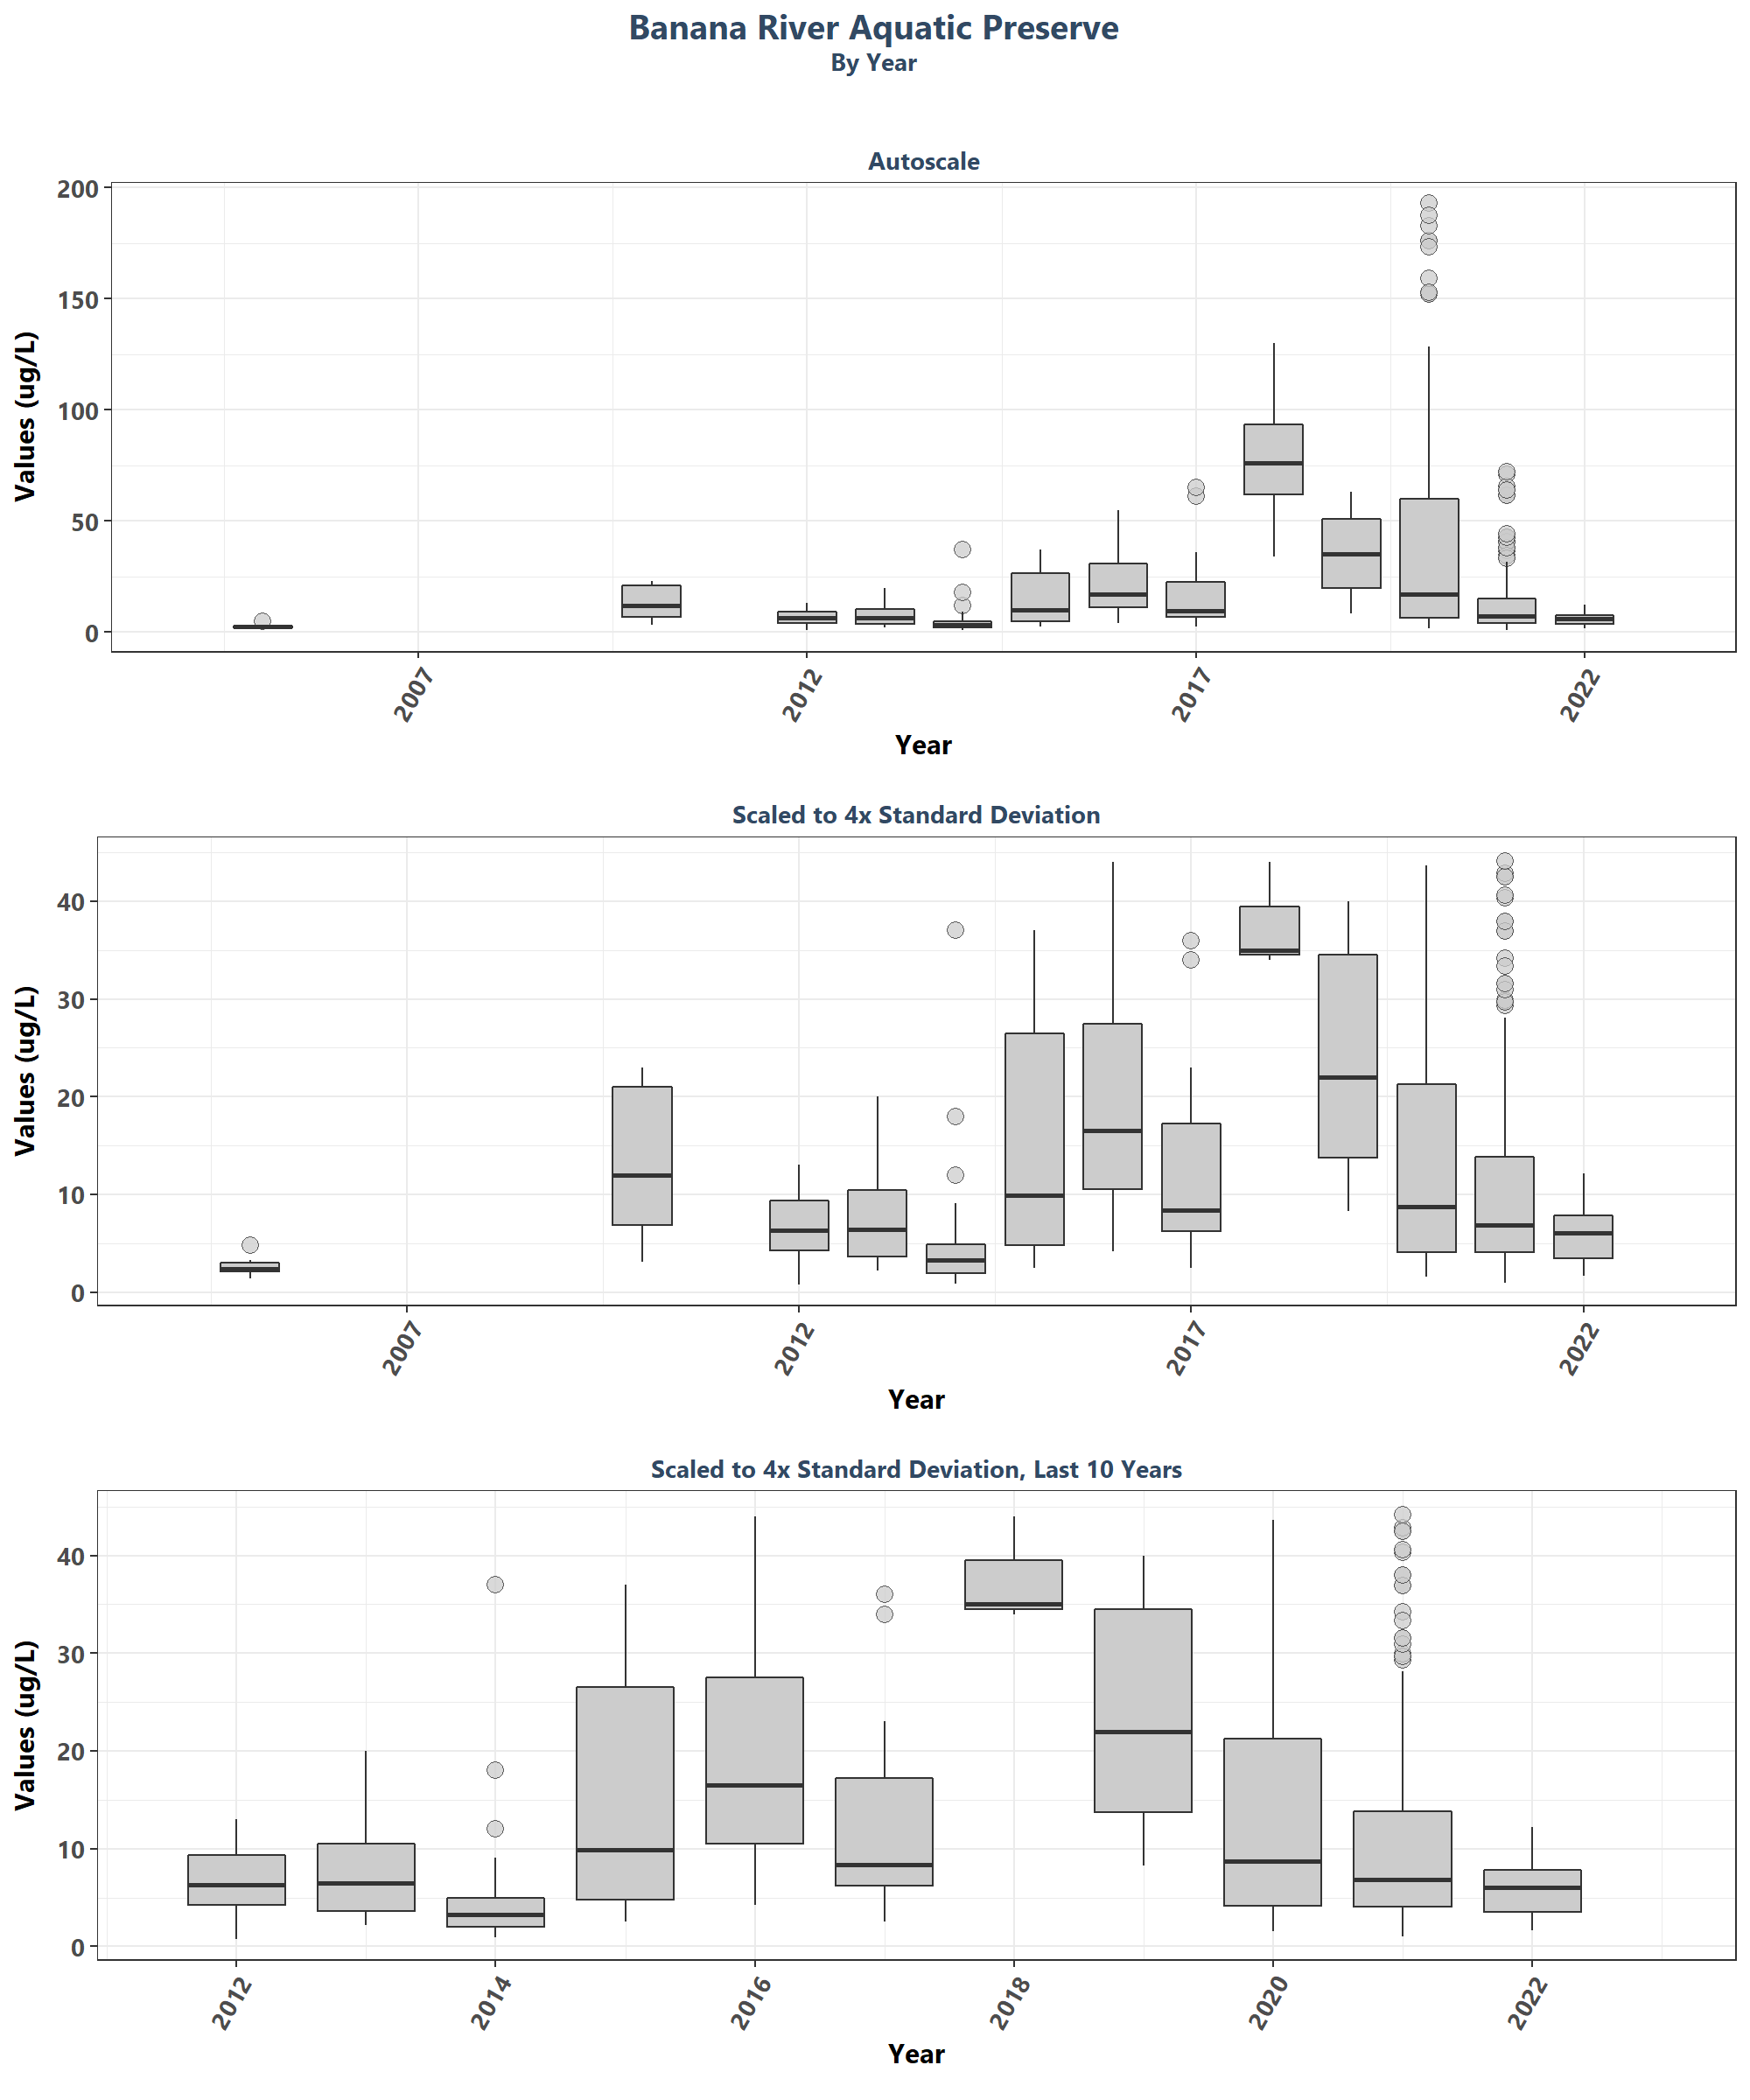 Banana River Aquatic Preserve
By Year
Autoscale
Values (ug/L)
200
150
100
50
0
2007
2012
2017
2022
Year
Scaled to 4x Standard Deviation
Values (ug/L)
40
30
20
10
0
2007
2012
2017
2022
Year
Scaled to 4x Standard Deviation, Last 10 Years
Values (ug/L)
40
30
20
10
0
2012
2014
2016
2018
2020
2022
Year